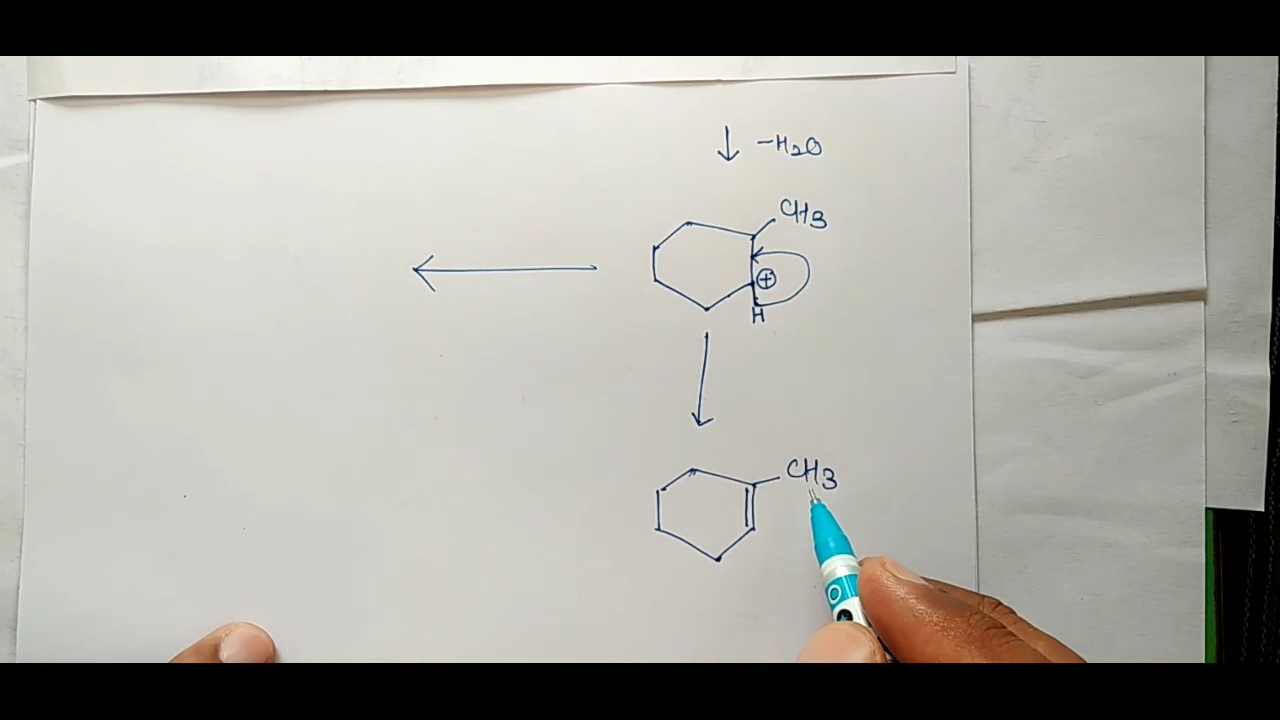 ↓ -H₂O
CH₃
⊕
H
CH₃